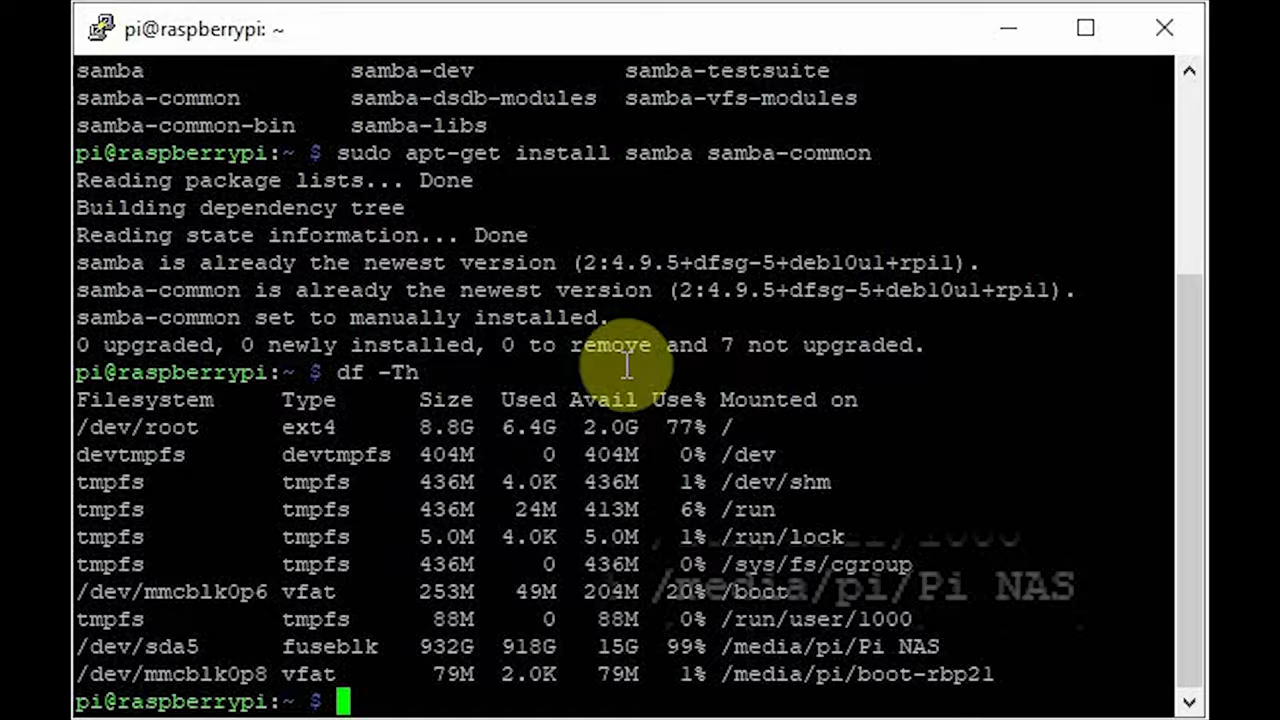 pi@raspberrypi: ~
samba samba-dev samba-testsuite
samba-common samba-dsdb-modules samba-vfs-modules
samba-common-bin samba-libs
pi@raspberrypi:~ $ sudo apt-get install samba samba-common
Reading package lists... Done
Building dependency tree
Reading state information... Done
samba is already the newest version (2:4.9.5+dfsg-5+deb10u1+rpi1).
samba-common is already the newest version (2:4.9.5+dfsg-5+deb10u1+rpi1).
samba-common set to manually installed.
0 upgraded, 0 newly installed, 0 to remove and 7 not upgraded.
pi@raspberrypi:~ $ df -Th
Filesystem Type Size Used Avail Use% Mounted on
/dev/root ext4 8.8G 6.4G 2.0G 77% /
devtmpfs devtmpfs 404M 0 404M 0% /dev
tmpfs tmpfs 436M 4.0K 436M 1% /dev/shm
tmpfs tmpfs 436M 24M 413M 6% /run
tmpfs tmpfs 5.0M 4.0K 5.0M 1% /run/lock
tmpfs tmpfs 436M 0 436M 0% /sys/fs/cgroup
/dev/mmcblk0p6 vfat 253M 49M 204M 20% /boot
/media/pi/Pi NAS
tmpfs tmpfs 88M 0 88M 0% /run/user/1000
/dev/sda5 fuseblk 932G 918G 15G 99% /media/pi/Pi NAS
/dev/mmcblk0p8 vfat 79M 2.0K 79M 1% /media/pi/boot-rbp21
pi@raspberrypi:~ $